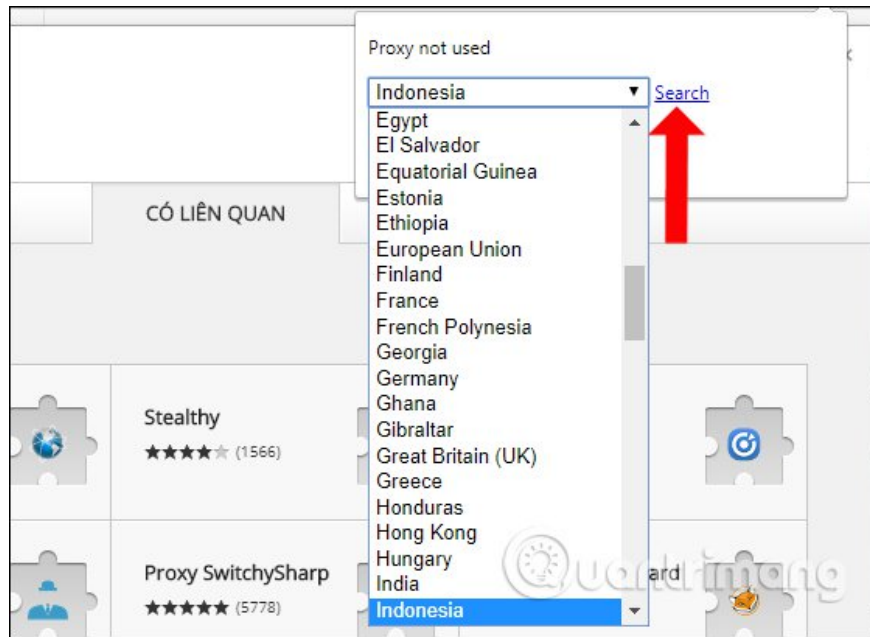 Proxy not used
Indonesia
Search
Egypt
El Salvador
Equatorial Guinea
Estonia
Ethiopia
European Union
Finland
France
French Polynesia
Georgia
Germany
Ghana
Gibraltar
Great Britain (UK)
Greece
Honduras
Hong Kong
Hungary
India
Indonesia
CÓ LIÊN QUAN
Stealthy
(1566)
Proxy SwitchySharp
(5778)
ard
Quantrimang